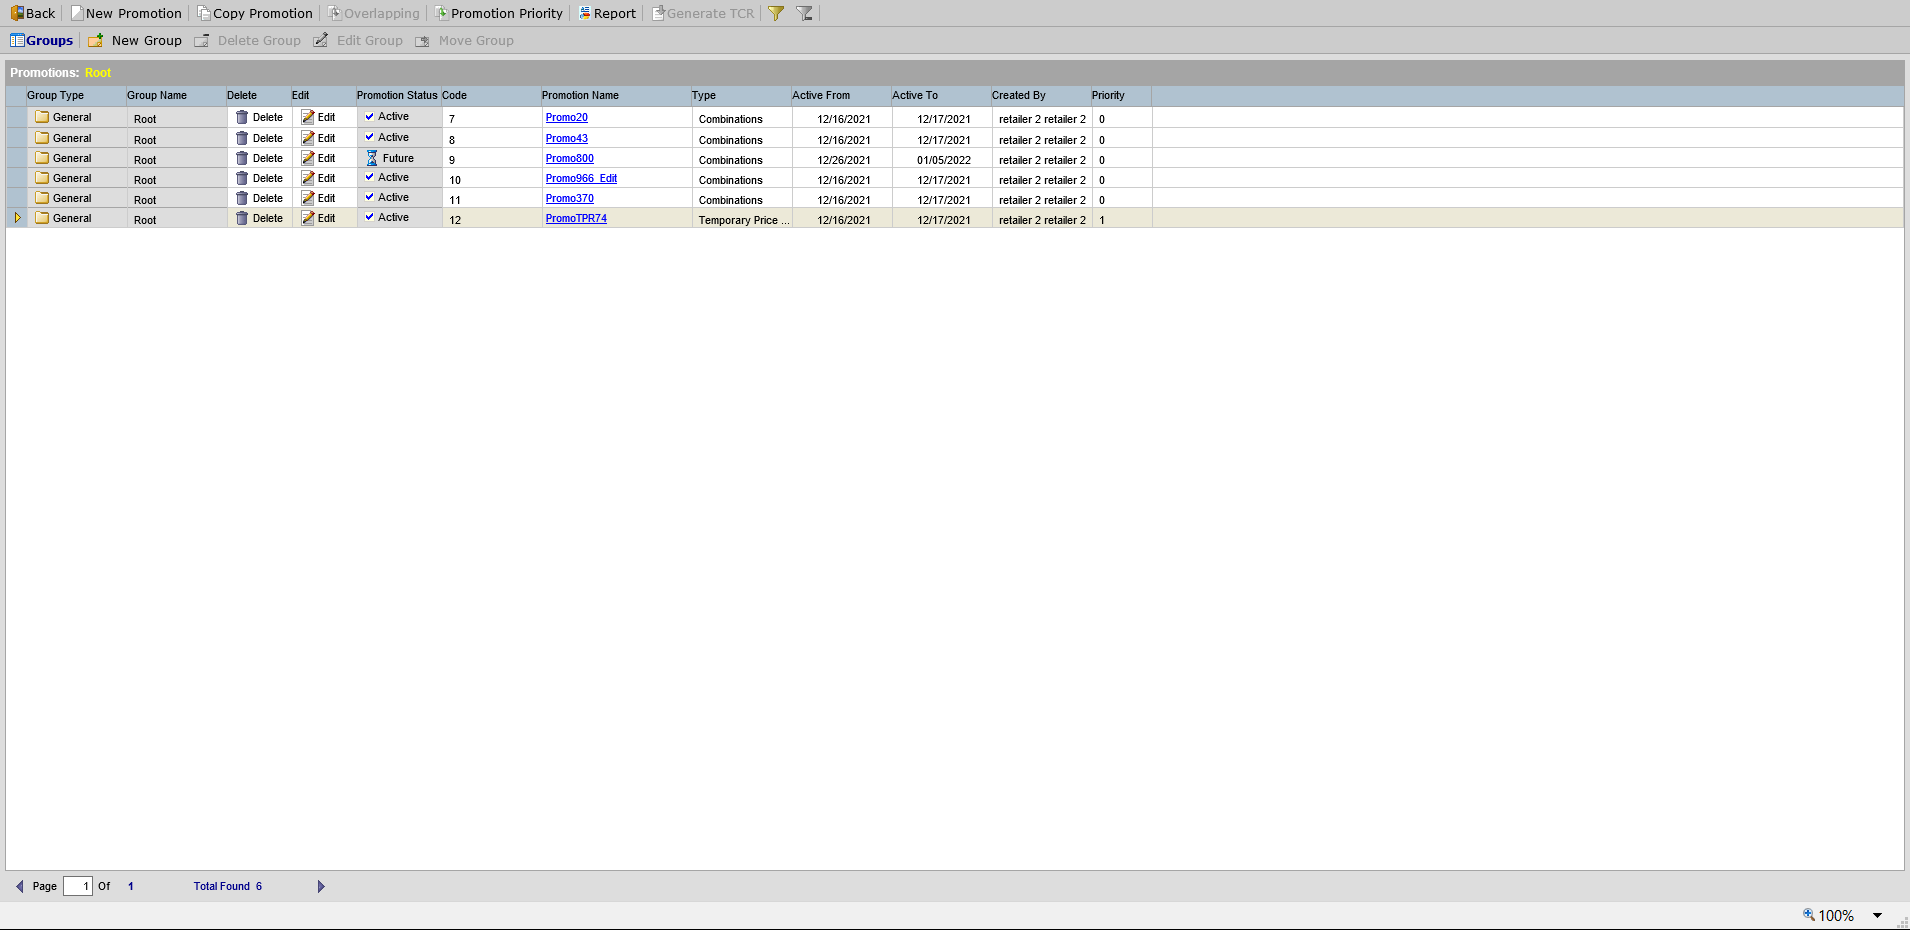 Back New Promotion Copy Promotion Overlapping Promotion Priority Report Generate TCR
Groups New Group Delete Group Edit Group Move Group
Promotions: Root
Group Type Group Name Delete Edit Promotion Status Code Promotion Name Type Active From Active To Created By Priority
General Root Delete Edit Active 7 Promo20 Combinations 12/16/2021 12/17/2021 retailer 2 retailer 2 0
General Root Delete Edit Active 8 Promo43 Combinations 12/16/2021 12/17/2021 retailer 2 retailer 2 0
General Root Delete Edit Future 9 Promo800 Combinations 12/26/2021 01/05/2022 retailer 2 retailer 2 0
General Root Delete Edit Active 10 Promo966_Edit Combinations 12/16/2021 12/17/2021 retailer 2 retailer 2 0
General Root Delete Edit Active 11 Promo370 Combinations 12/16/2021 12/17/2021 retailer 2 retailer 2 0
General Root Delete Edit Active 12 PromoTPR74 Temporary Price ... 12/16/2021 12/17/2021 retailer 2 retailer 2 1
Page 1 Of 1 Total Found 6
100%